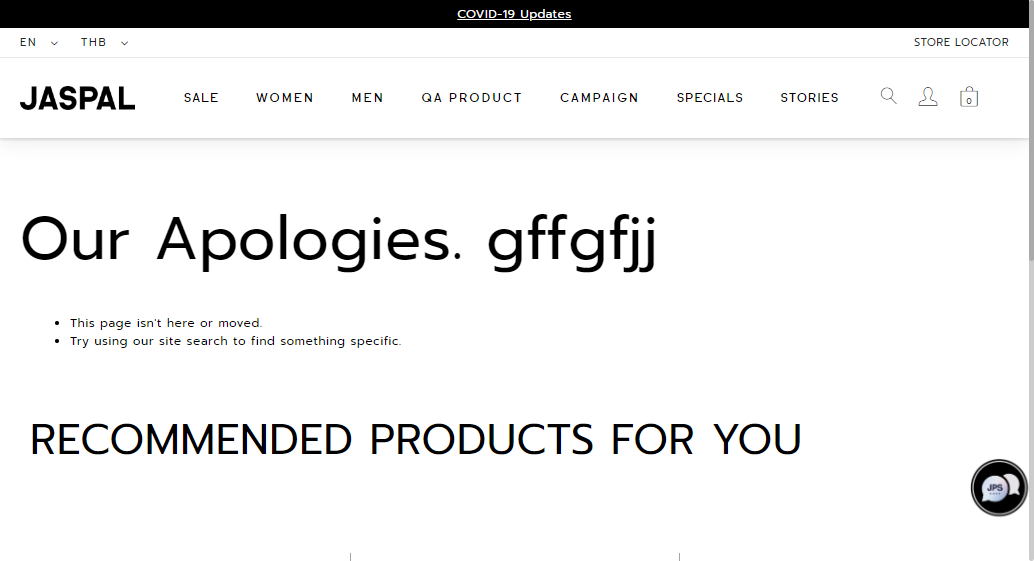 COVID-19 Updates
EN THB STORE LOCATOR
JASPAL SALE WOMEN MEN QA PRODUCT CAMPAIGN SPECIALS STORIES 0
Our Apologies. gffgfjj
This page isn't here or moved.
Try using our site search to find something specific.
RECOMMENDED PRODUCTS FOR YOU
JPS